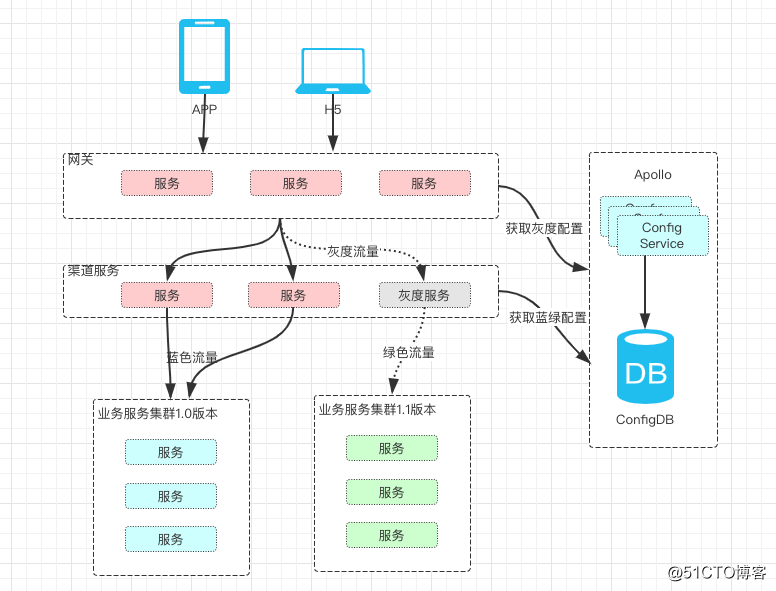 APP
H5
网关
服务
服务
服务
Apollo
Config
Service
获取灰度配置
灰度流量
渠道服务
服务
服务
灰度服务
获取蓝绿配置
蓝色流量
绿色流量
DB
ConfigDB
业务服务集群1.0版本
服务
服务
服务
业务服务集群1.1版本
服务
服务
服务
@51CTO博客